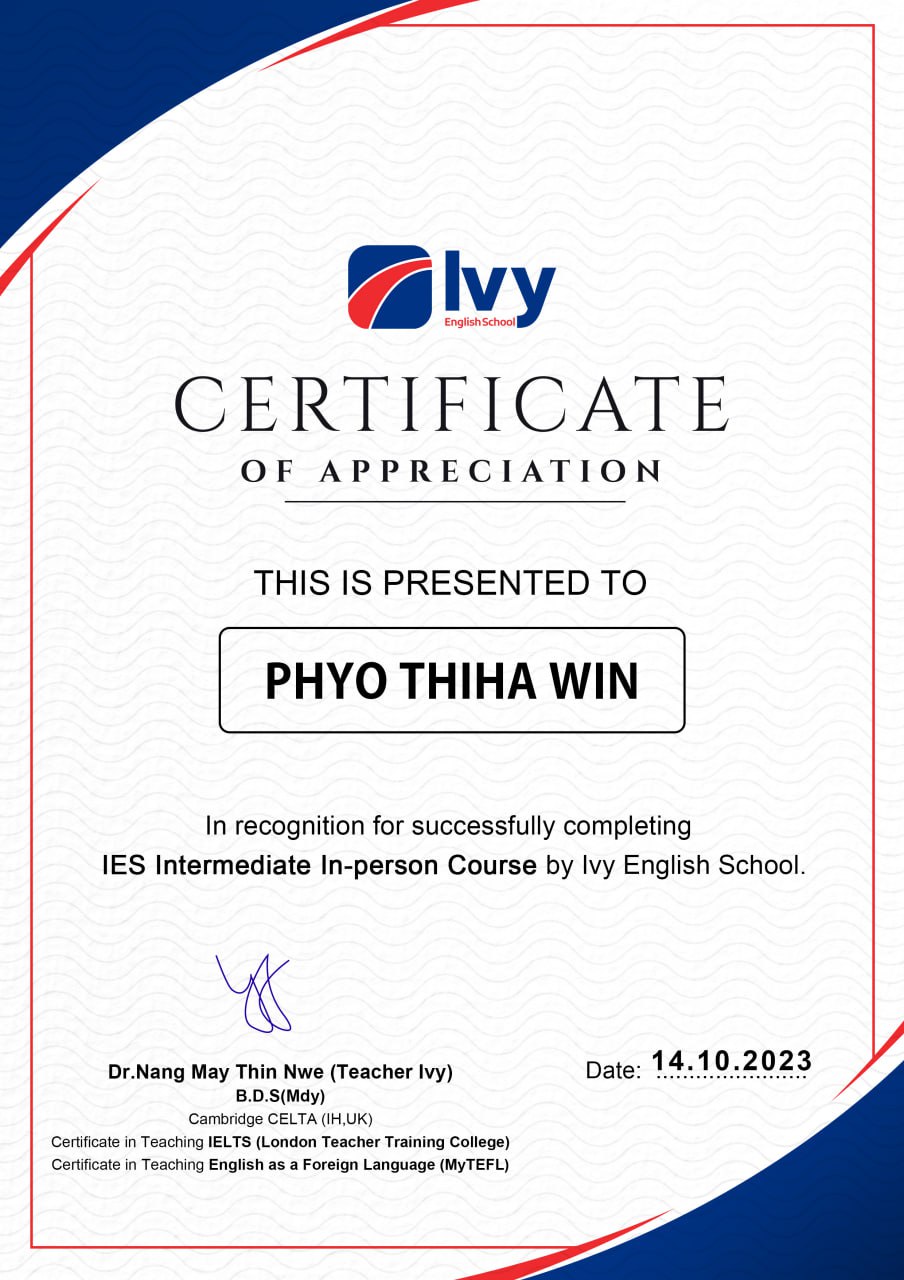 Ivy
English School
CERTIFICATE
OF APPRECIATION
THIS IS PRESENTED TO
PHYO THIHA WIN
In recognition for successfully completing
IES Intermediate In-person Course by Ivy English School.
Dr.Nang May Thin Nwe (Teacher Ivy)
B.D.S(Mdy)
Cambridge CELTA (IH,UK)
Certificate in Teaching IELTS (London Teacher Training College)
Certificate in Teaching English as a Foreign Language (MyTEFL)
Date: 14.10.2023